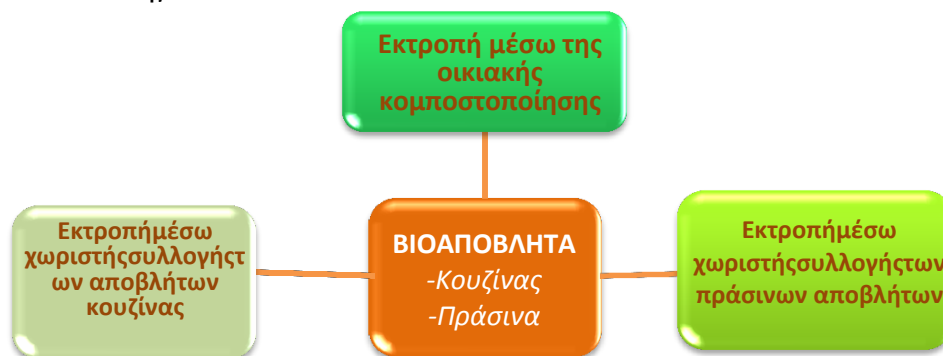 Εκτροπή μέσω της
οικιακής
κομποστοποίησης
Εκτροπήμέσω
χωριστήςσυλλογήςτ
ων αποβλήτων
κουζίνας
ΒΙΟΑΠΟΒΛΗΤΑ
-Κουζίνας
-Πράσινα
Εκτροπήμέσω
χωριστήςσυλλογήςτων
πράσινων αποβλήτων